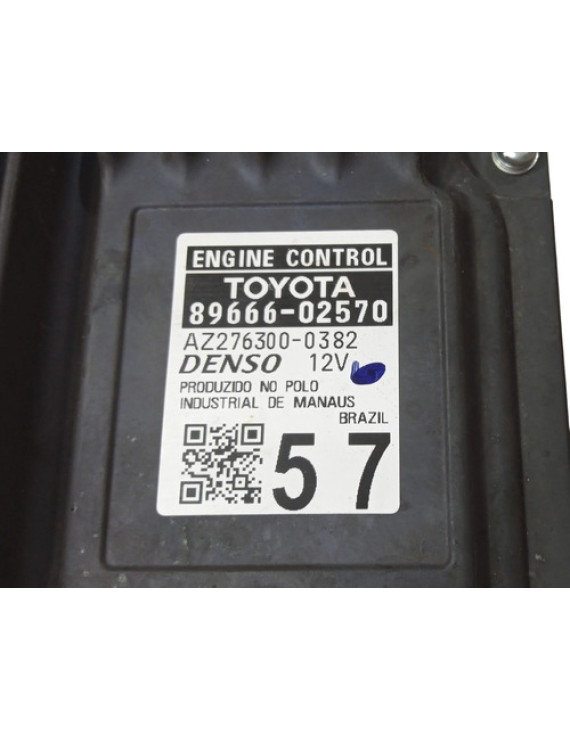 ENGINE CONTROL
TOYOTA
89666-02570
AZ276300-0382
DENSO 12V
PRODUZIDO NO POLO
INDUSTRIAL DE MANAUS
BRAZIL
57